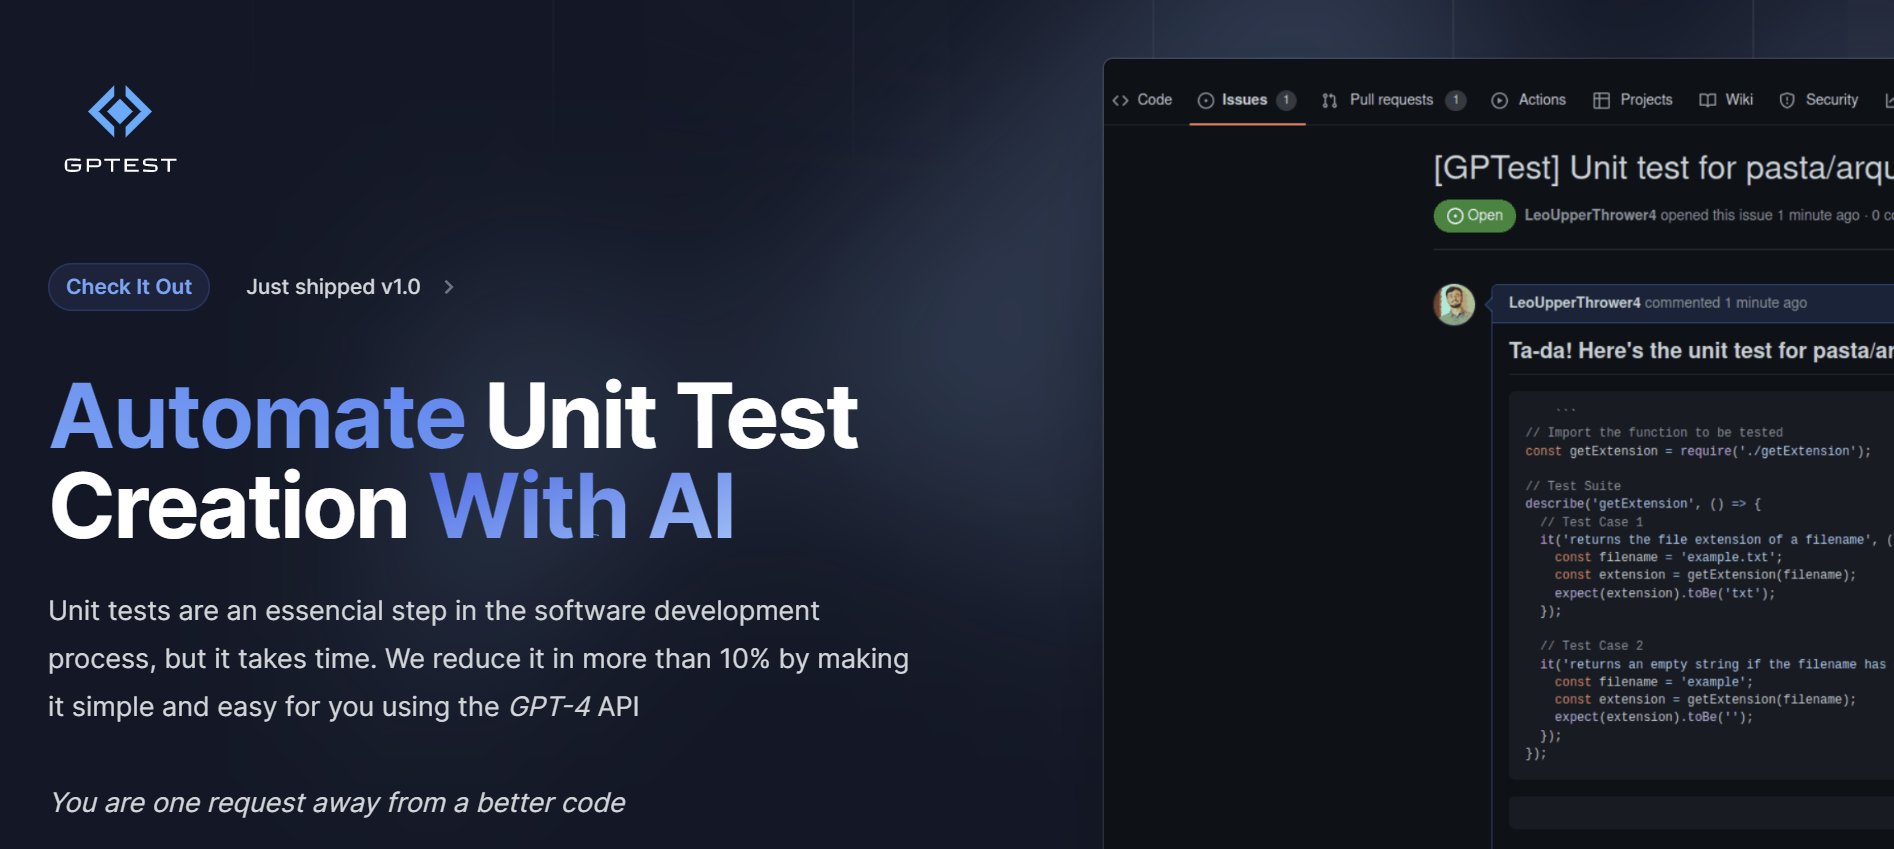 GPTEST
Check It Out
Just shipped v1.0
Automate Unit Test
Creation With AI
Unit tests are an essencial step in the software development
process, but it takes time. We reduce it in more than 10% by making
it simple and easy for you using the GPT-4 API
You are one request away from a better code
Code Issues 1 Pull requests 1 Actions Projects Wiki Security
[GPTest] Unit test for pasta/arqu
Open LeoUpperThrower4 opened this issue 1 minute ago · 0 co
LeoUpperThrower4 commented 1 minute ago
Ta-da! Here's the unit test for pasta/ar
```
// Import the function to be tested
const getExtension = require('./getExtension');
// Test Suite
describe('getExtension', () => {
// Test Case 1
it('returns the file extension of a filename', (
const filename = 'example.txt';
const extension = getExtension(filename);
expect(extension).toBe('txt');
});
// Test Case 2
it('returns an empty string if the filename has
const filename = 'example';
const extension = getExtension(filename);
expect(extension).toBe('');
});
});